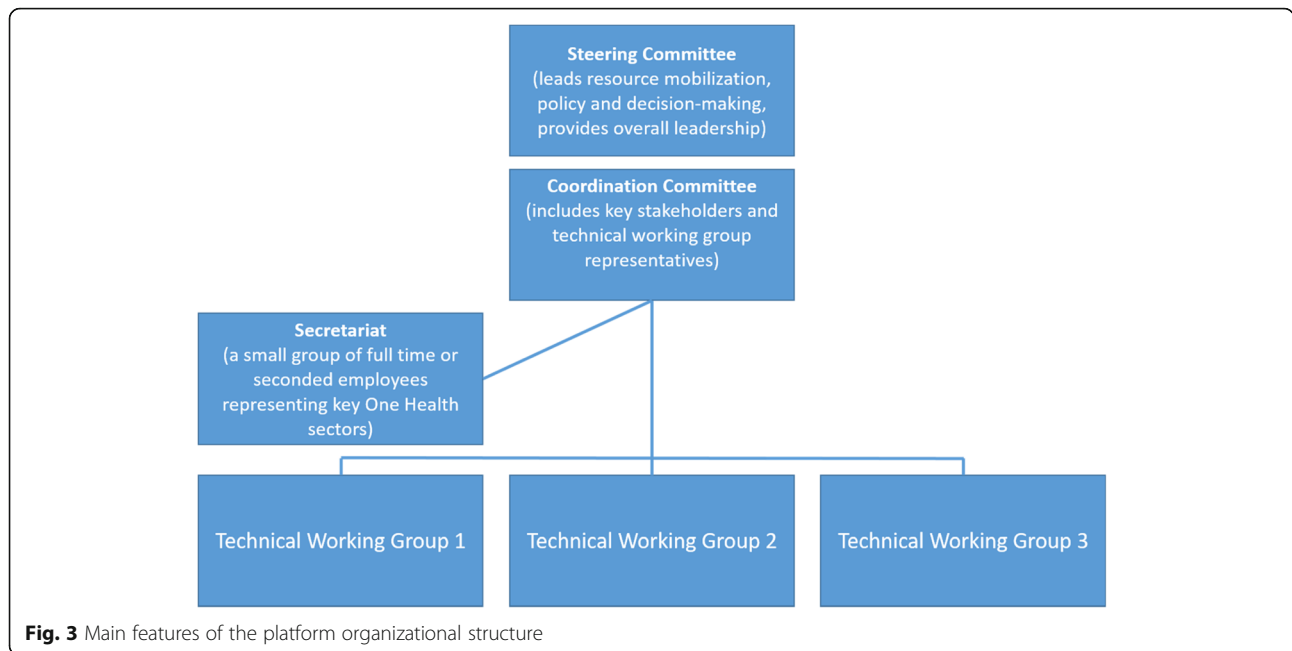 Steering Committee
(leads resource mobilization,
policy and decision-making,
provides overall leadership)
Coordination Committee
(includes key stakeholders and
technical working group
representatives)
Secretariat
(a small group of full time or
seconded employees
representing key One Health
sectors)
Technical Working Group 1
Technical Working Group 2
Technical Working Group 3
Fig. 3 Main features of the platform organizational structure